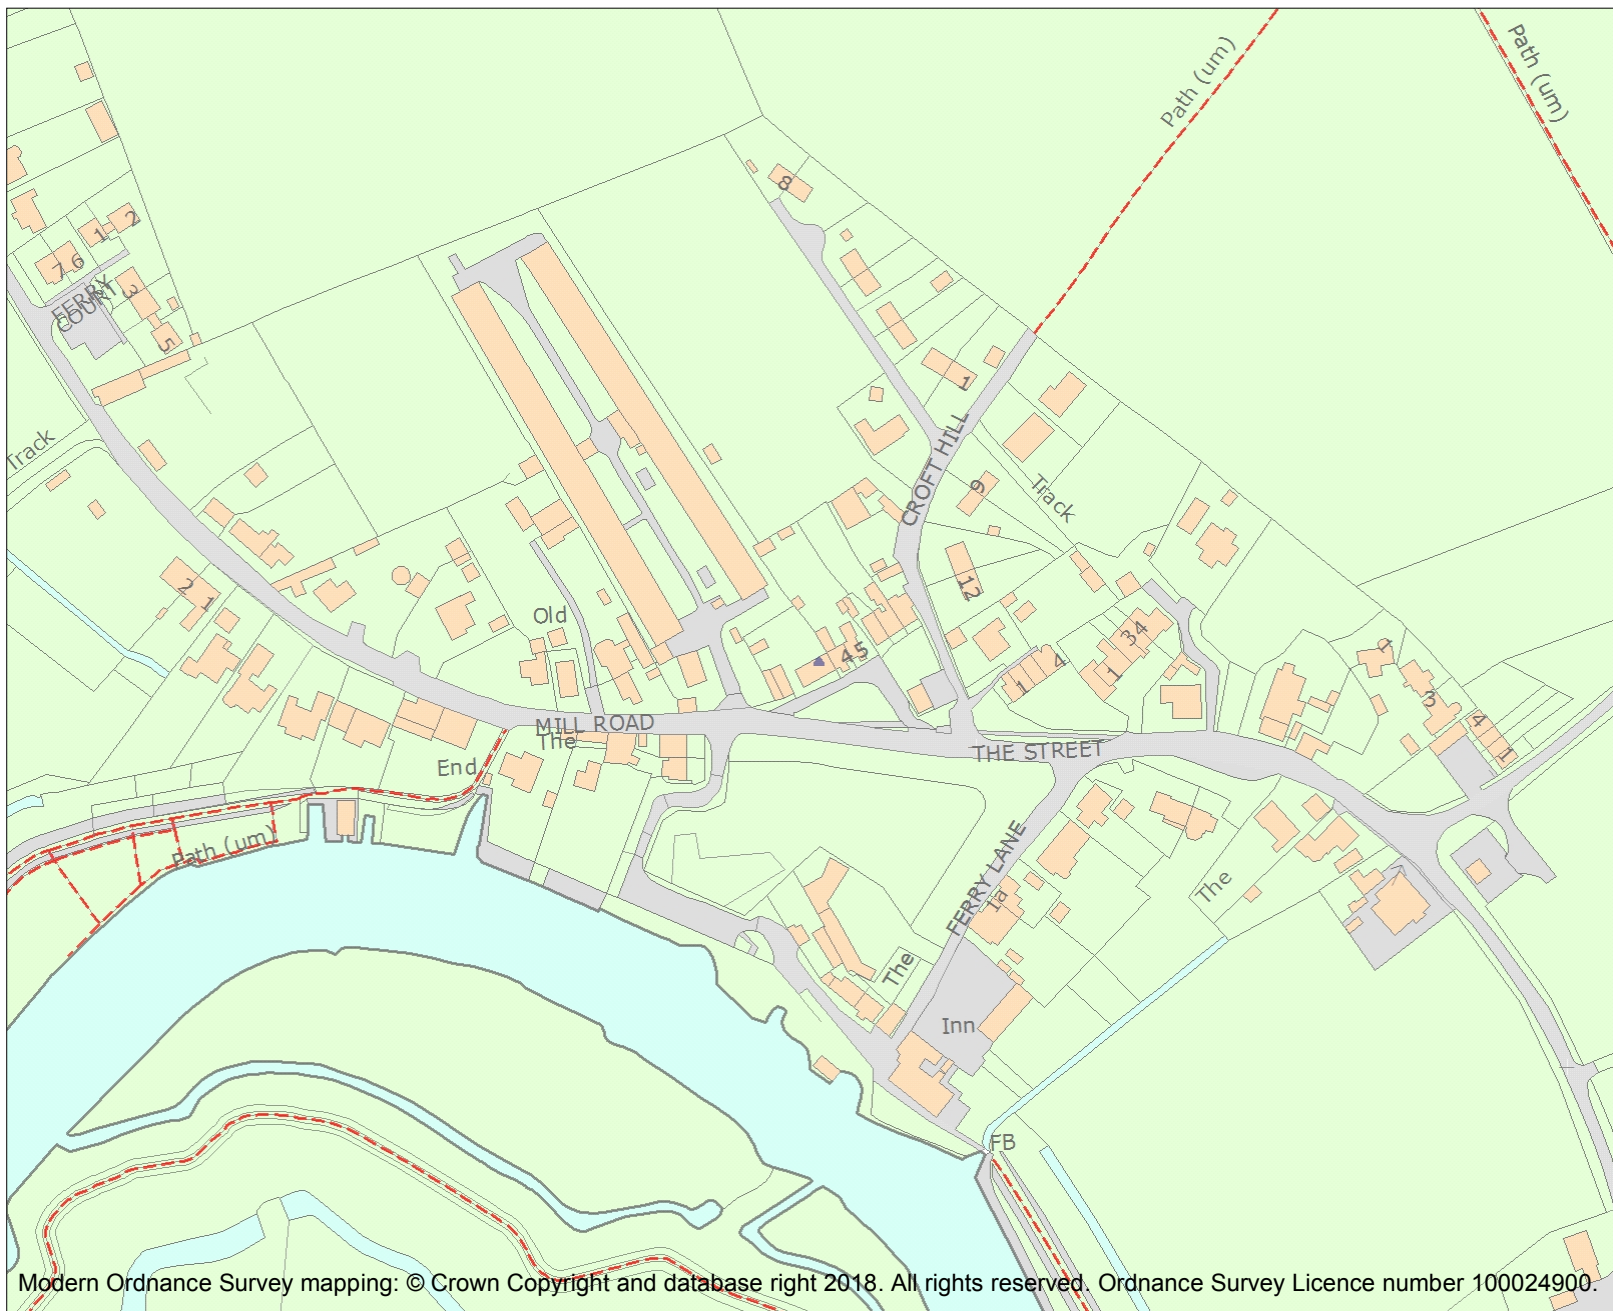 Path (um)
Path (um)
8
2
1
7 6
FERRY
COURT
3
5
1
CROFT HILL
Track
9
Track
12
2 1
Old
4 5
3 4
1
1
4
1
3
4
1
MILL ROAD
The
THE STREET
End
Path (um)
FERRY LANE
1a
The
The
Inn
FB
Modern Ordnance Survey mapping: © Crown Copyright and database right 2018. All rights reserved. Ordnance Survey Licence number 100024900.